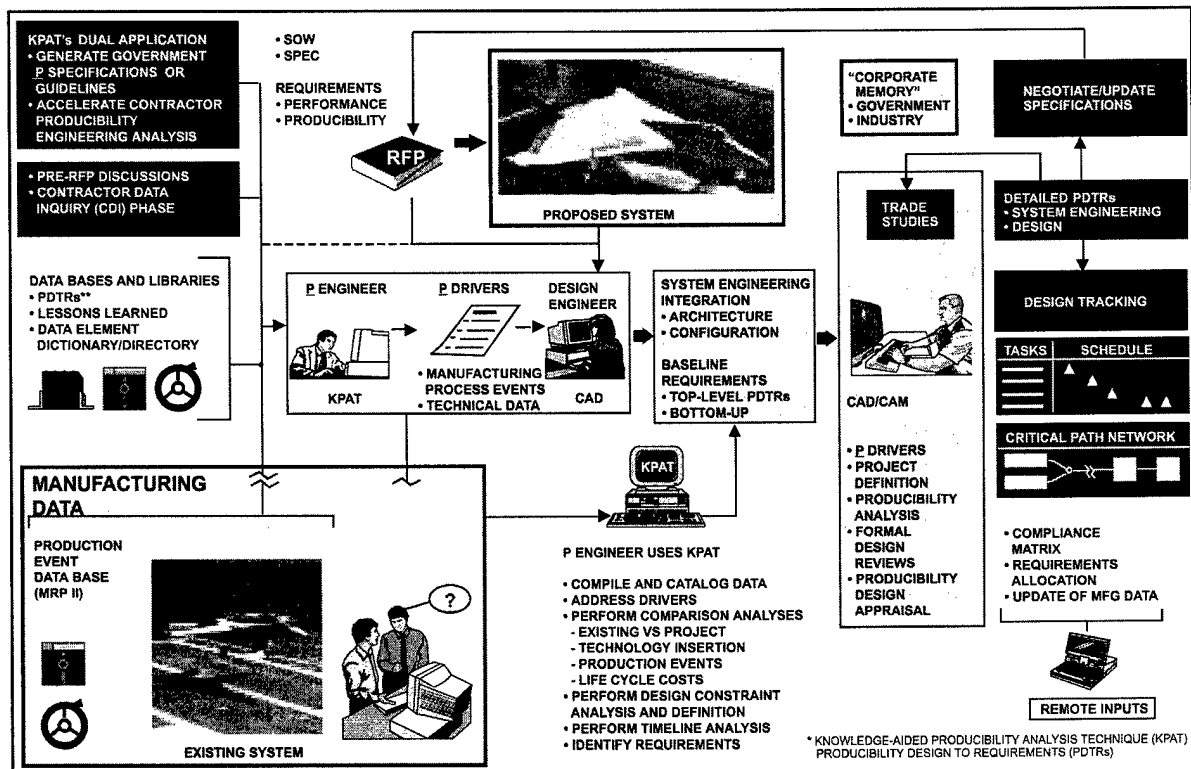 KPAT's DUAL APPLICATION
• GENERATE GOVERNMENT
P SPECIFICATIONS OR
GUIDELINES
• ACCELERATE CONTRACTOR
PRODUCIBILITY
ENGINEERING ANALYSIS
• PRE-RFP DISCUSSIONS
• CONTRACTOR DATA
INQUIRY (CDI) PHASE
DATA BASES AND LIBRARIES
• PDTRs**
• LESSONS LEARNED
• DATA ELEMENT
DICTIONARY/DIRECTORY
• SOW
• SPEC
REQUIREMENTS
• PERFORMANCE
• PRODUCIBILITY
RFP
PROPOSED SYSTEM
"CORPORATE
MEMORY"
• GOVERNMENT
• INDUSTRY
NEGOTIATE/UPDATE
SPECIFICATIONS
P ENGINEER
KPAT
P DRIVERS
• MANUFACTURING
PROCESS EVENTS
• TECHNICAL DATA
DESIGN
ENGINEER
CAD
SYSTEM ENGINEERING
INTEGRATION
• ARCHITECTURE
• CONFIGURATION
BASELINE
REQUIREMENTS
• TOP-LEVEL PDTRs
• BOTTOM-UP
TRADE
STUDIES
CAD/CAM
• P DRIVERS
• PROJECT
DEFINITION
• PRODUCIBILITY
ANALYSIS
• FORMAL
DESIGN
REVIEWS
• PRODUCIBILITY
DESIGN
APPRAISAL
DETAILED PDTRs
• SYSTEM ENGINEERING
• DESIGN
DESIGN TRACKING
TASKS SCHEDULE
CRITICAL PATH NETWORK
• COMPLIANCE
MATRIX
• REQUIREMENTS
ALLOCATION
• UPDATE OF MFG DATA
REMOTE INPUTS
MANUFACTURING
DATA
PRODUCTION
EVENT
DATA BASE
(MRP II)
EXISTING SYSTEM
?
KPAT
P ENGINEER USES KPAT
• COMPILE AND CATALOG DATA
• ADDRESS DRIVERS
• PERFORM COMPARISON ANALYSES
- EXISTING VS PROJECT
- TECHNOLOGY INSERTION
- PRODUCTION EVENTS
- LIFE CYCLE COSTS
• PERFORM DESIGN CONSTRAINT
ANALYSIS AND DEFINITION
• PERFORM TIMELINE ANALYSIS
• IDENTIFY REQUIREMENTS
* KNOWLEDGE-AIDED PRODUCIBILITY ANALYSIS TECHNIQUE (KPAT)
PRODUCIBILITY DESIGN TO REQUIREMENTS (PDTRs)